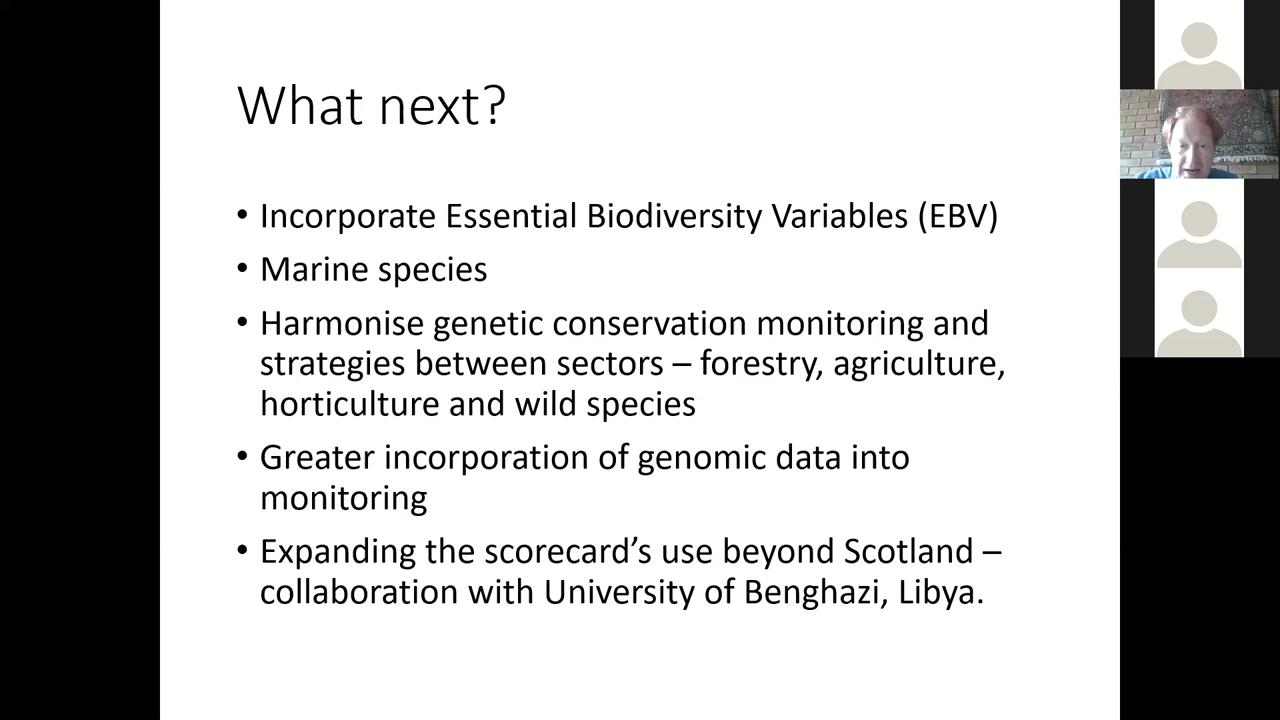 What next?
• Incorporate Essential Biodiversity Variables (EBV)
• Marine species
• Harmonise genetic conservation monitoring and
strategies between sectors – forestry, agriculture,
horticulture and wild species
• Greater incorporation of genomic data into
monitoring
• Expanding the scorecard’s use beyond Scotland –
collaboration with University of Benghazi, Libya.